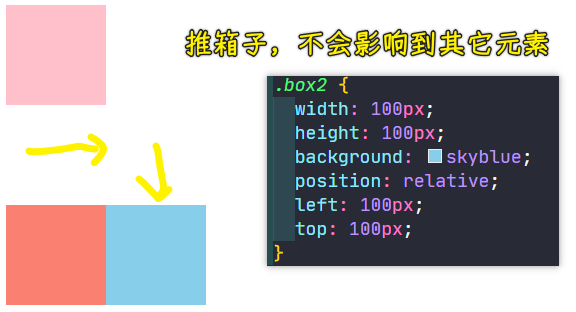 推箱子，不会影响到其它元素
.box2 {
width: 100px;
height: 100px;
background: skyblue;
position: relative;
left: 100px;
top: 100px;
}